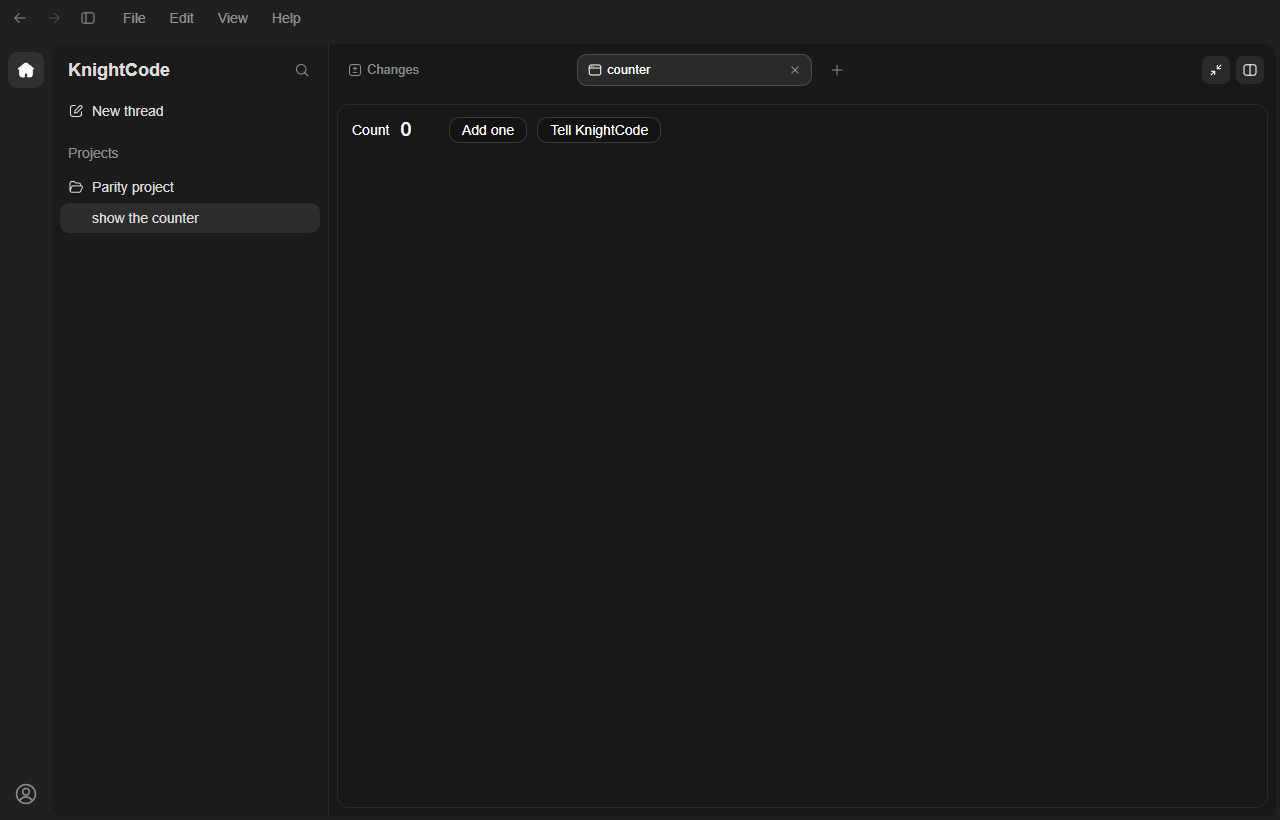 File Edit View Help
KnightCode
New thread
Projects
Parity project
show the counter
Changes
counter
Count 0 Add one Tell KnightCode